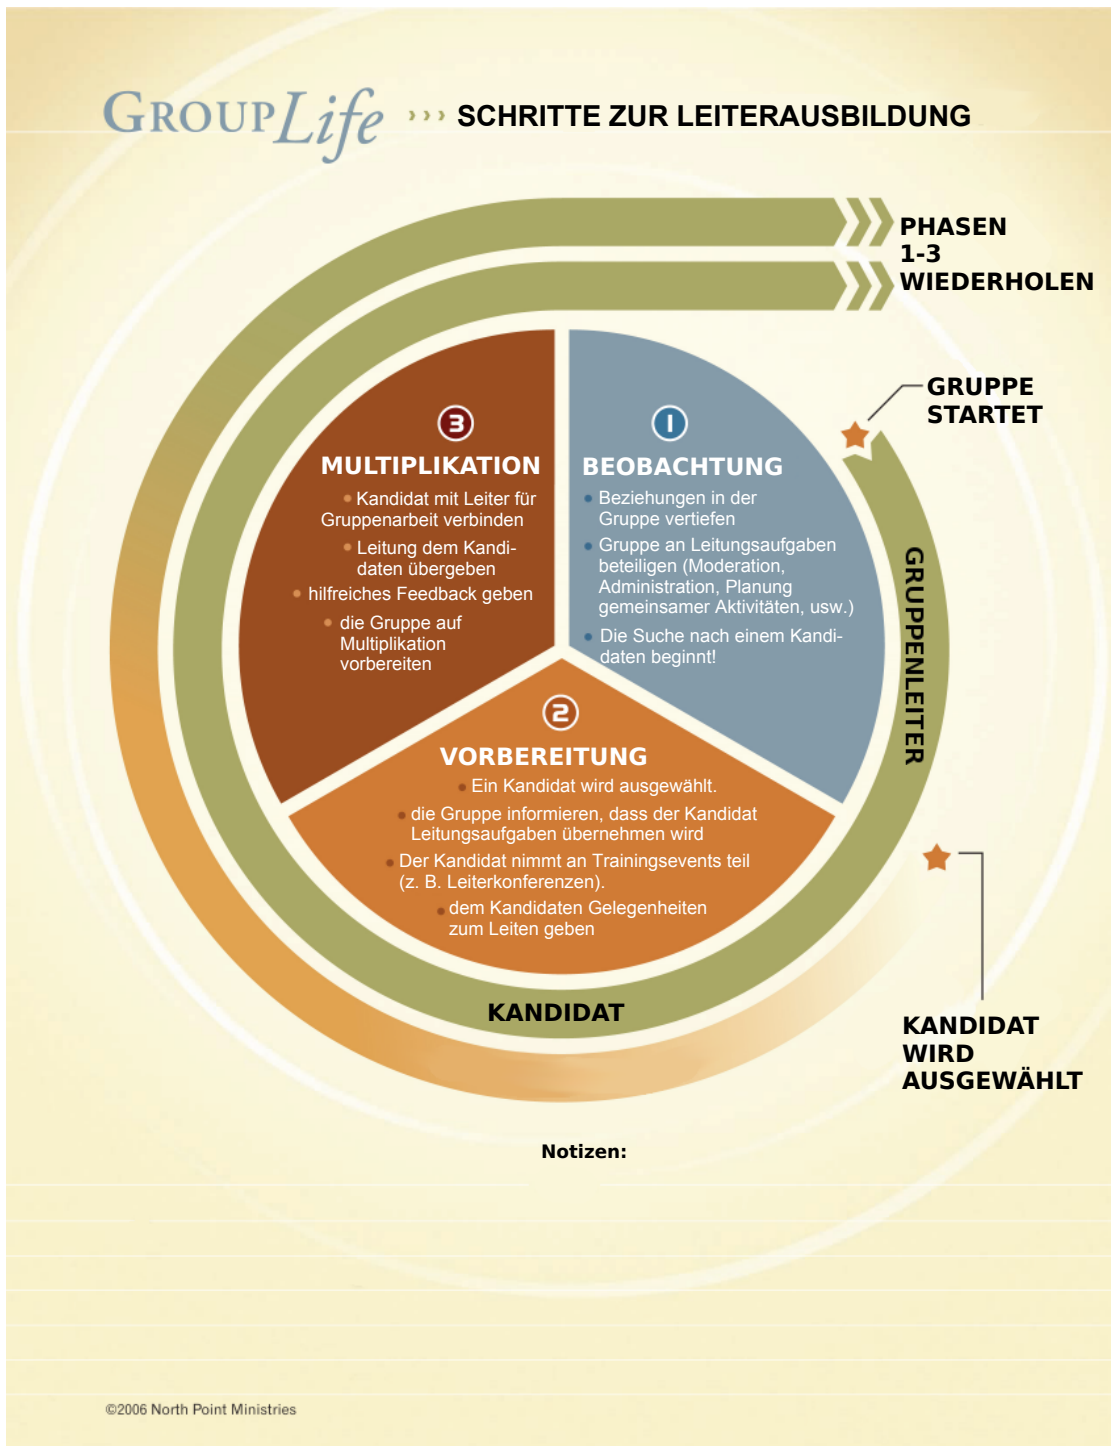 GROUPLife ››› SCHRITTE ZUR LEITERAUSBILDUNG
PHASEN
1-3
WIEDERHOLEN
GRUPPE
STARTET
1
BEOBACHTUNG
• Beziehungen in der
Gruppe vertiefen
• Gruppe an Leitungsaufgaben
beteiligen (Moderation,
Administration, Planung
gemeinsamer Aktivitäten, usw.)
• Die Suche nach einem Kandi-
daten beginnt!
GRUPPENLEITER
2
VORBEREITUNG
• Ein Kandidat wird ausgewählt.
• die Gruppe informieren, dass der Kandidat
Leitungsaufgaben übernehmen wird
• Der Kandidat nimmt an Trainingsevents teil
(z. B. Leiterkonferenzen).
• dem Kandidaten Gelegenheiten
zum Leiten geben
3
MULTIPLIKATION
• Kandidat mit Leiter für
Gruppenarbeit verbinden
• Leitung dem Kandi-
daten übergeben
• hilfreiches Feedback geben
• die Gruppe auf
Multiplikation
vorbereiten
KANDIDAT
KANDIDAT
WIRD
AUSGEWÄHLT
Notizen:
©2006 North Point Ministries